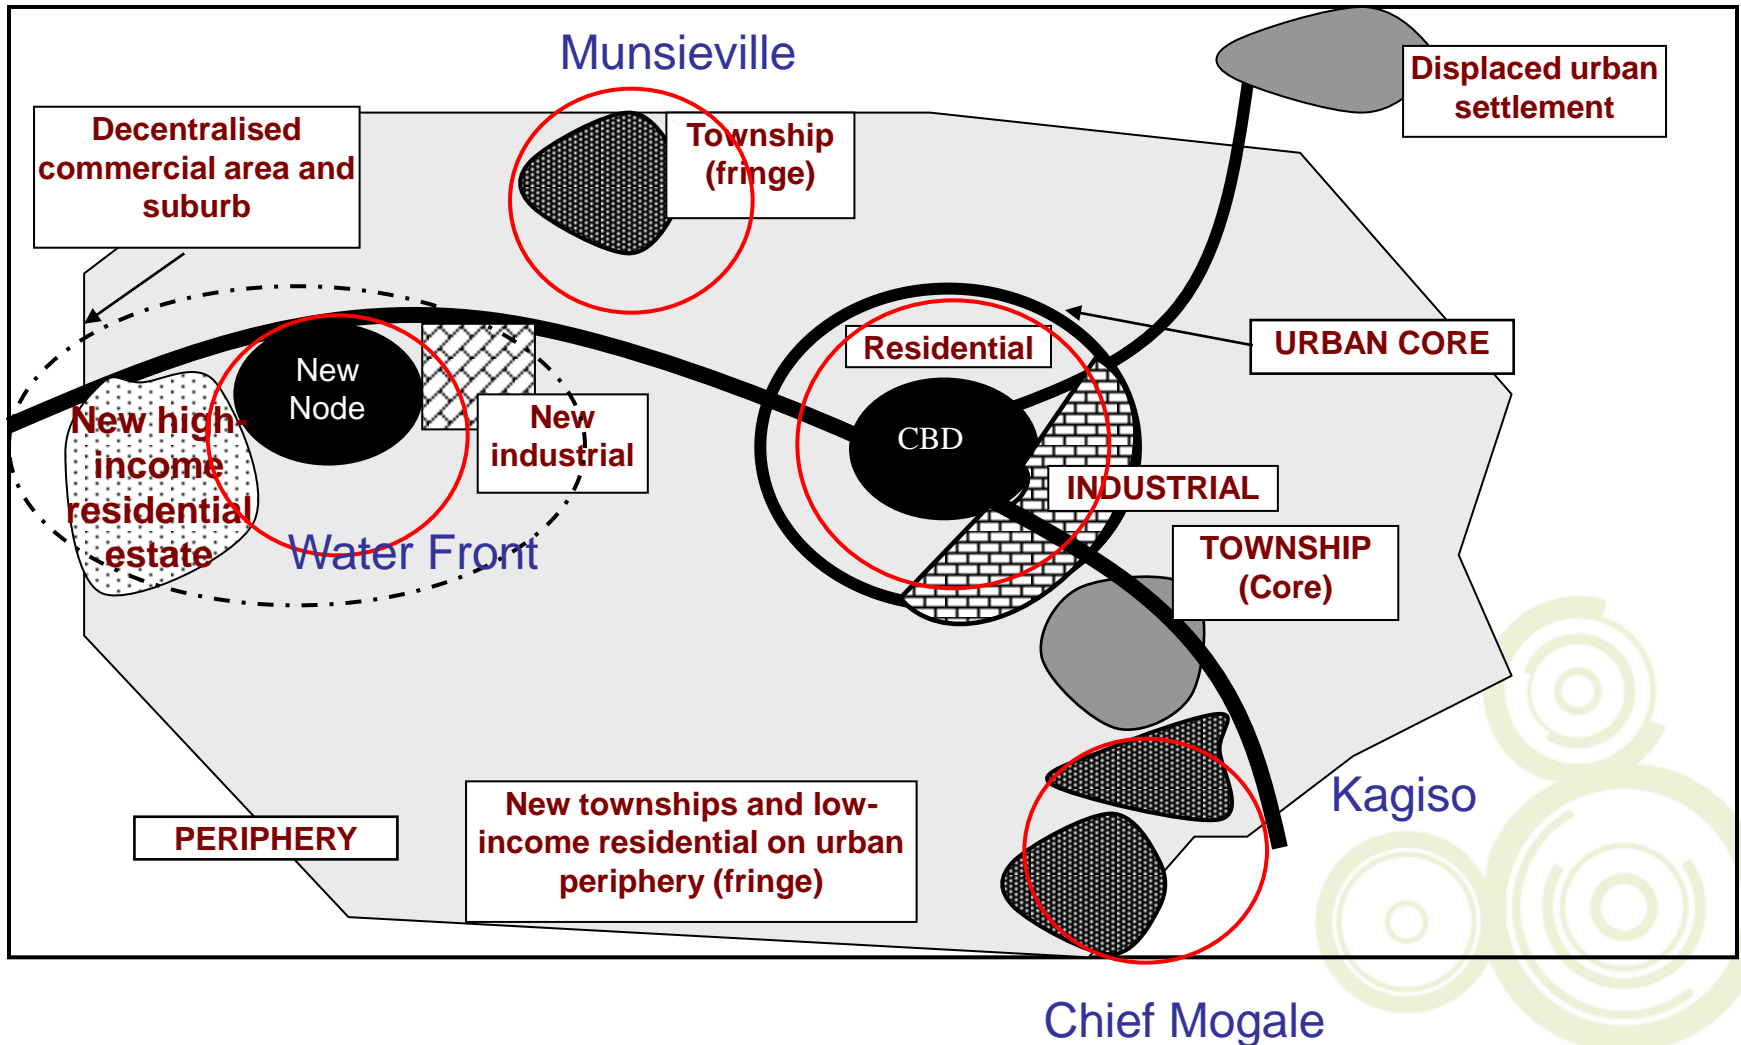 Munsieville
Displaced urban
settlement
Decentralised
commercial area and
suburb
Township
(fringe)
Residential
URBAN CORE
New
Node
New high-
income
residential
estate
New
industrial
CBD
INDUSTRIAL
Water Front
TOWNSHIP
(Core)
Kagiso
New townships and low-
income residential on urban
periphery (fringe)
PERIPHERY
Chief Mogale